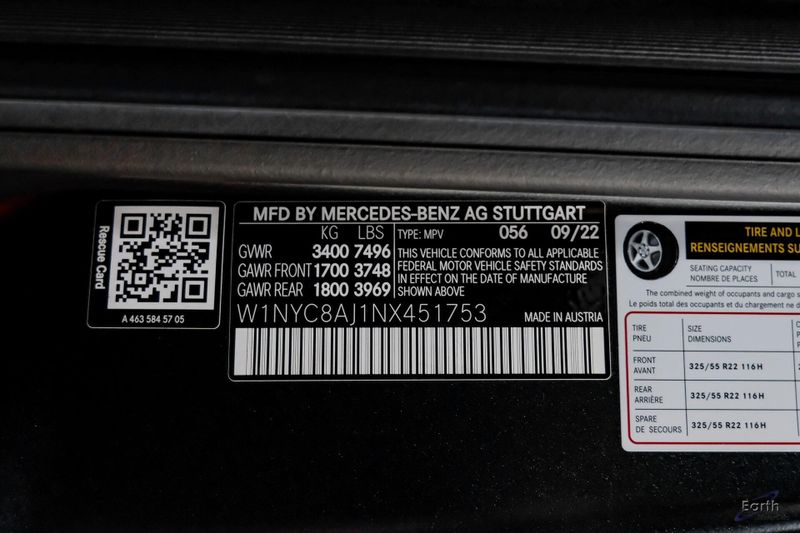 Rescue Card
A 463 584 57 05
MFD BY MERCEDES-BENZ AG STUTTGART
KG LBS
GVWR 3400 7496
GAWR FRONT 1700 3748
GAWR REAR 1800 3969
TYPE: MPV 056 09/22
THIS VEHICLE CONFORMS TO ALL APPLICABLE
FEDERAL MOTOR VEHICLE SAFETY STANDARDS
IN EFFECT ON THE DATE OF MANUFACTURE
SHOWN ABOVE
W1NYC8AJ1NX451753
MADE IN AUSTRIA
TIRE AND
RENSEIGNEMENTS
SEATING CAPACITY
NOMBRE DE PLACES
TOTAL
The combined weight of occupants and cargo
Le poids total des occupants et du chargement ne
TIRE SIZE
PNEU DIMENSIONS
FRONT
AVANT
325/55 R22 116H
REAR
ARRIÈRE
325/55 R22 116H
SPARE
DE SECOURS
325/55 R22 116H
Earth